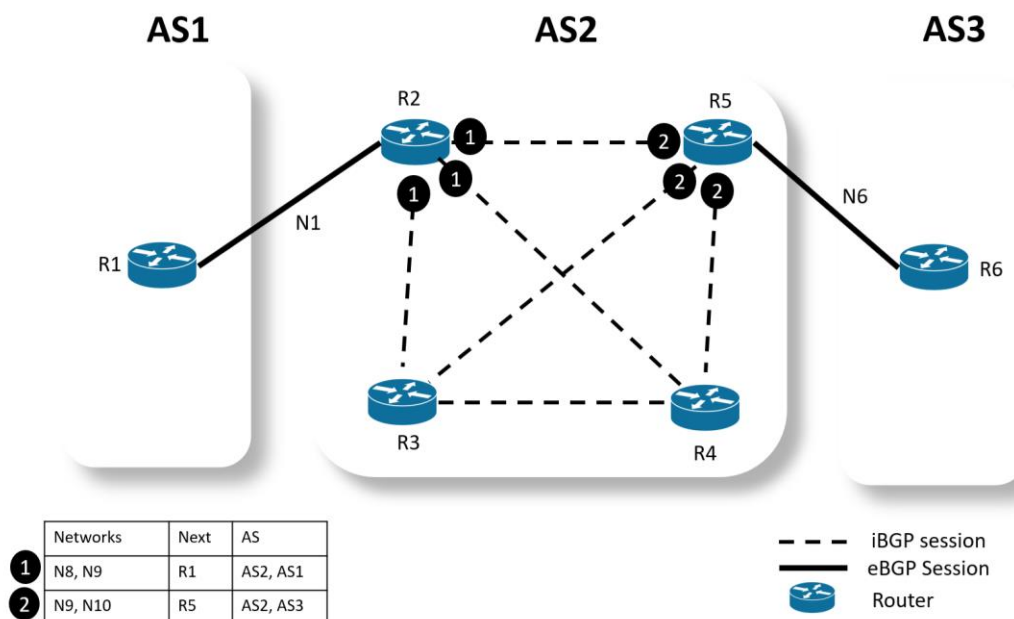 AS1 AS2 AS3
R2 R5
1 2
1 2
1 2
N1 N6
R1 R6
R3 R4
Networks Next AS
1 N8, N9 R1 AS2, AS1
2 N9, N10 R5 AS2, AS3
iBGP session
eBGP Session
Router